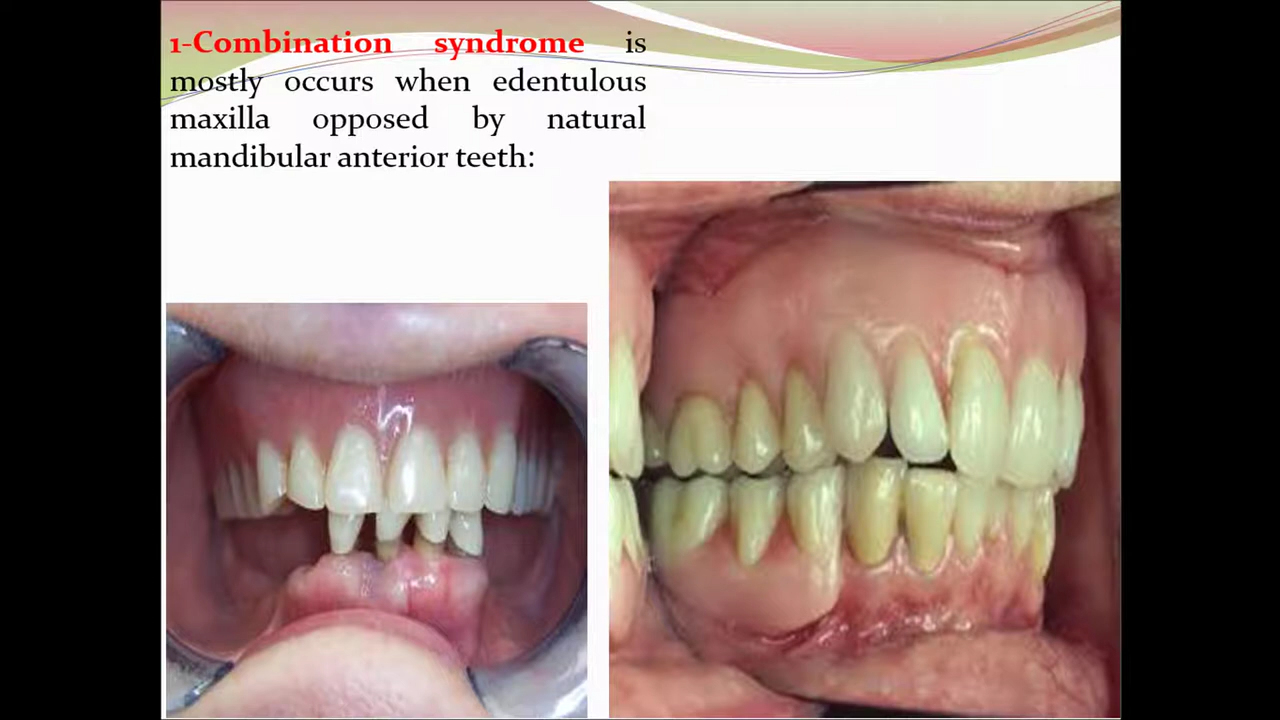 1-Combination syndrome is
mostly occurs when edentulous
maxilla opposed by natural
mandibular anterior teeth: